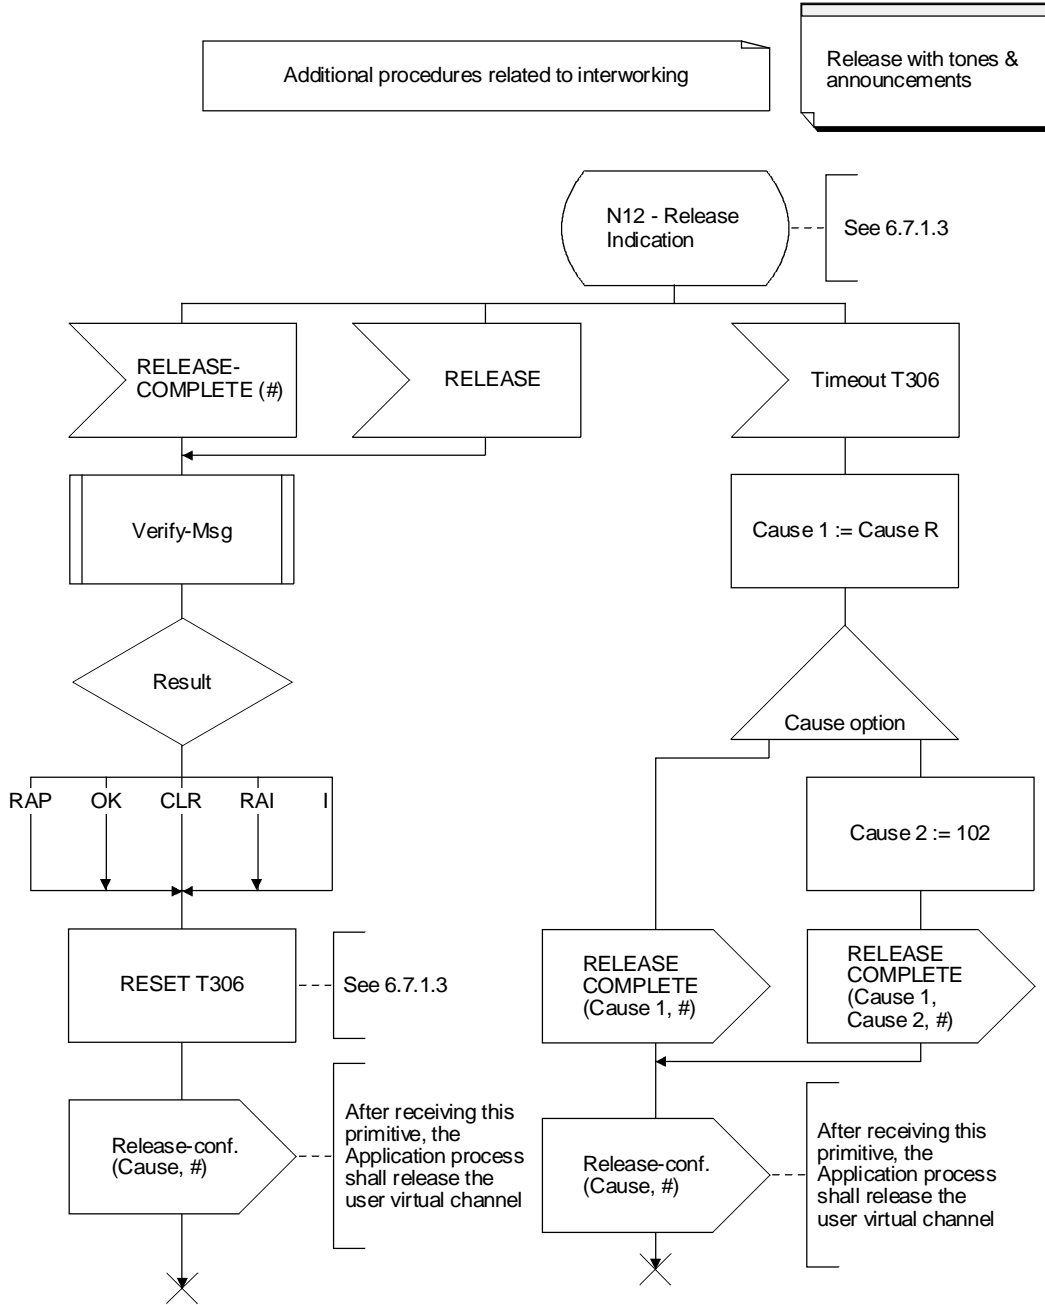 Additional procedures related to interworking
Release with tones &
announcements
N12 - Release
Indication
See 6.7.1.3
RELEASE-
COMPLETE (#)
RELEASE
Timeout T306
Verify-Msg
Cause 1 := Cause R
Result
Cause option
RAP OK CLR RAI I
Cause 2 := 102
RESET T306
See 6.7.1.3
RELEASE
COMPLETE
(Cause 1, #)
RELEASE
COMPLETE
(Cause 1,
Cause 2, #)
Release-conf.
(Cause, #)
After receiving this
primitive, the
Application process
shall release the
user virtual channel
Release-conf.
(Cause, #)
After receiving this
primitive, the
Application process
shall release the
user virtual channel